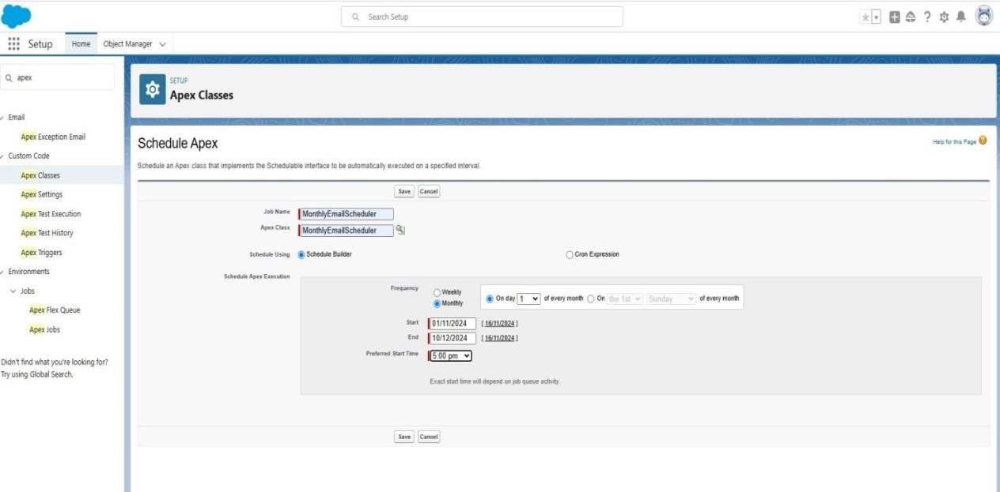 Search Setup
Setup Home Object Manager
apex
Email
Apex Exception Email
Custom Code
Apex Classes
Apex Settings
Apex Test Execution
Apex Test History
Apex Triggers
Environments
Jobs
Apex Flex Queue
Apex Jobs
Didn't find what you're looking for?
Try using Global Search.
SETUP
Apex Classes
Schedule Apex
Help for this Page ?
Schedule an Apex class that implements the Schedulable interface to be automatically executed on a specified interval.
Save Cancel
Job Name MonthlyEmailScheduler
Apex Class MonthlyEmailScheduler
Schedule Using Schedule Builder Cron Expression
Schedule Apex Execution
Frequency Weekly
Monthly
On day 1 of every month On the 1st Sunday of every month
Start 01/11/2024 [ 16/11/2024 ]
End 10/12/2024 [ 16/11/2024 ]
Preferred Start Time 5:00 pm
Exact start time will depend on job queue activity.
Save Cancel